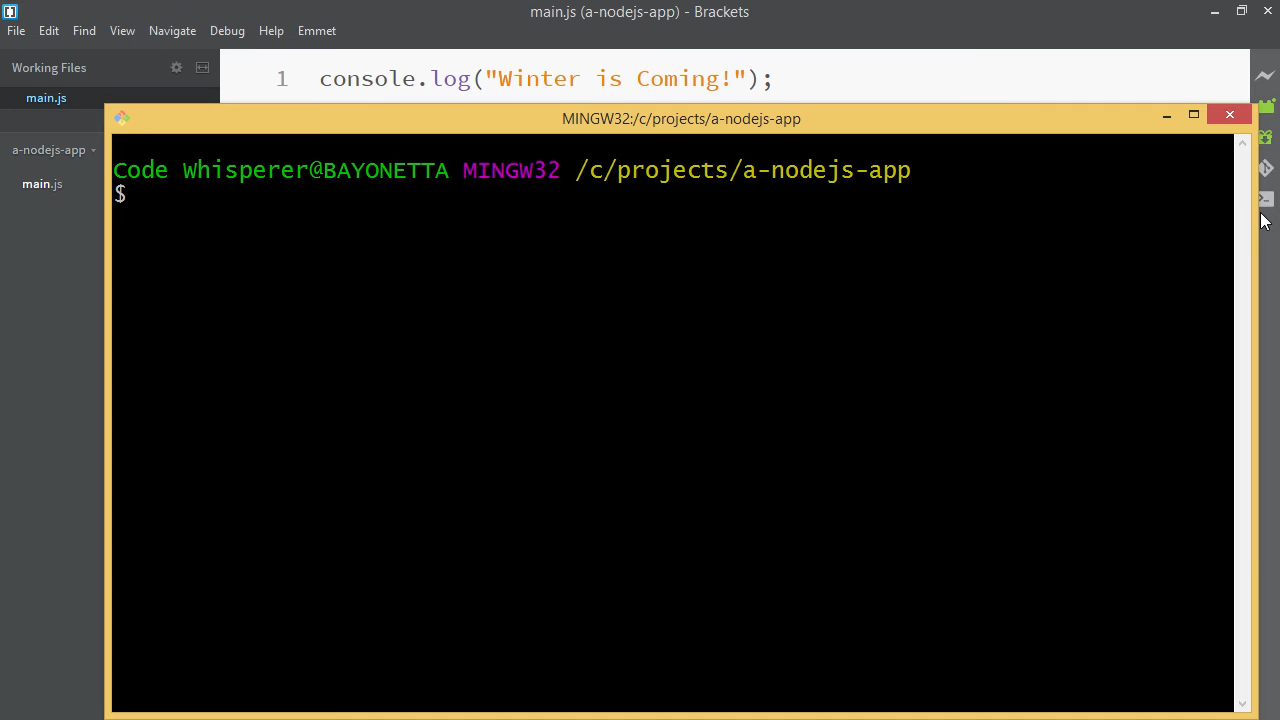 main.js (a-nodejs-app) - Brackets
File Edit Find View Navigate Debug Help Emmet
Working Files
main.js
a-nodejs-app
main.js
1 console.log("Winter is Coming!");
MINGW32:/c/projects/a-nodejs-app
Code Whisperer@BAYONETTA MINGW32 /c/projects/a-nodejs-app
$